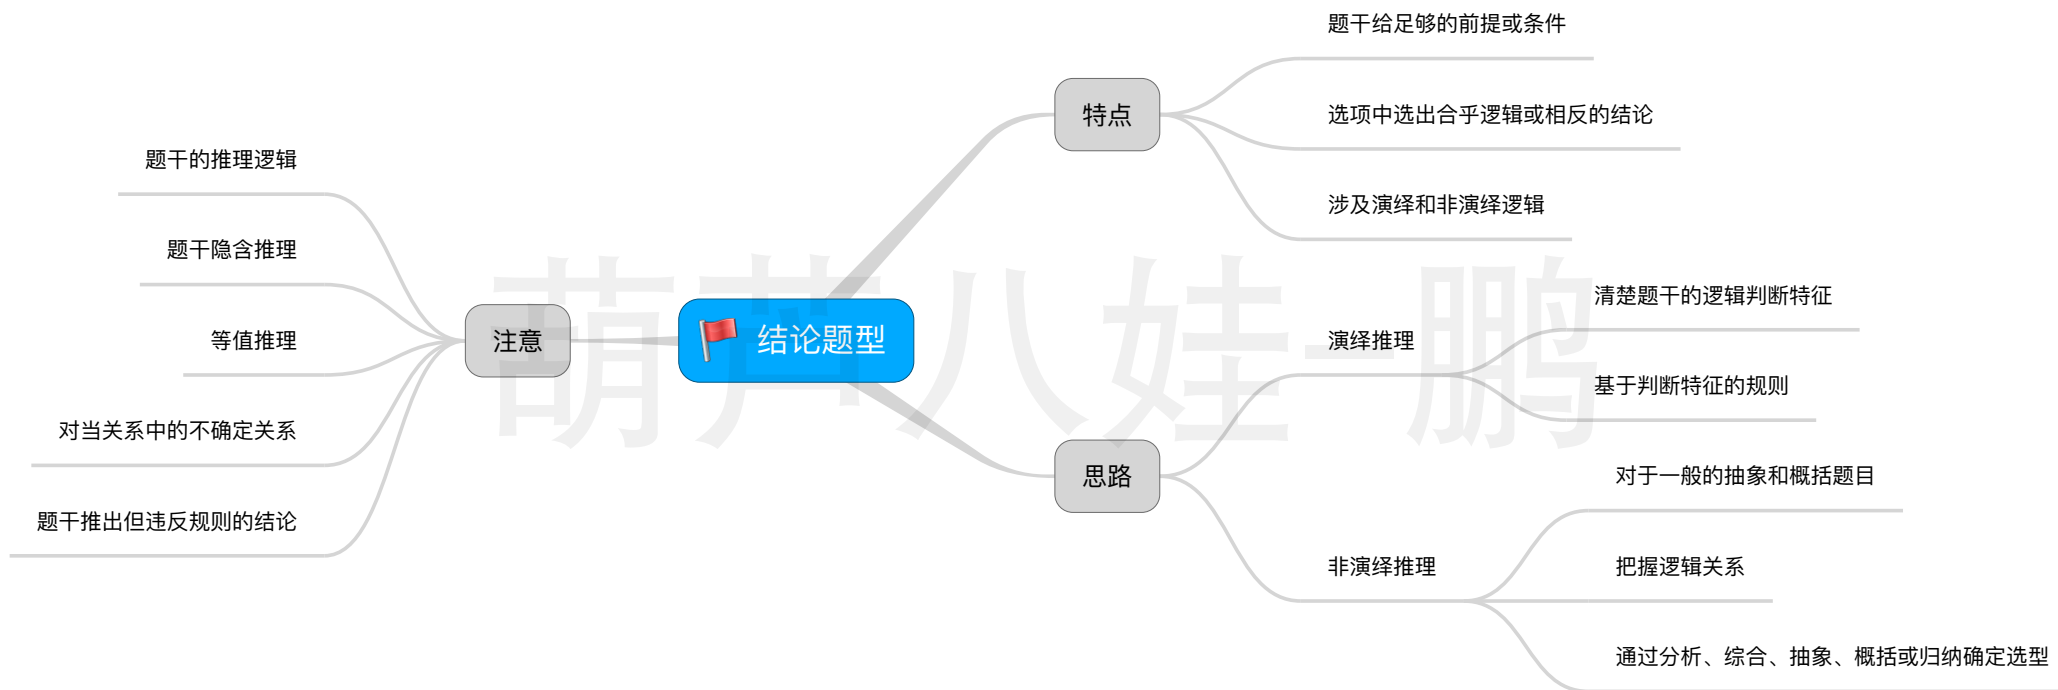 结论题型
特点
题干给足够的前提或条件
选项中选出合乎逻辑或相反的结论
涉及演绎和非演绎逻辑
思路
演绎推理
清楚题干的逻辑判断特征
基于判断特征的规则
非演绎推理
对于一般的抽象和概括题目
把握逻辑关系
通过分析、综合、抽象、概括或归纳确定选型
注意
题干的推理逻辑
题干隐含推理
等值推理
对当关系中的不确定关系
题干推出但违反规则的结论
葫芦八娃-鹏